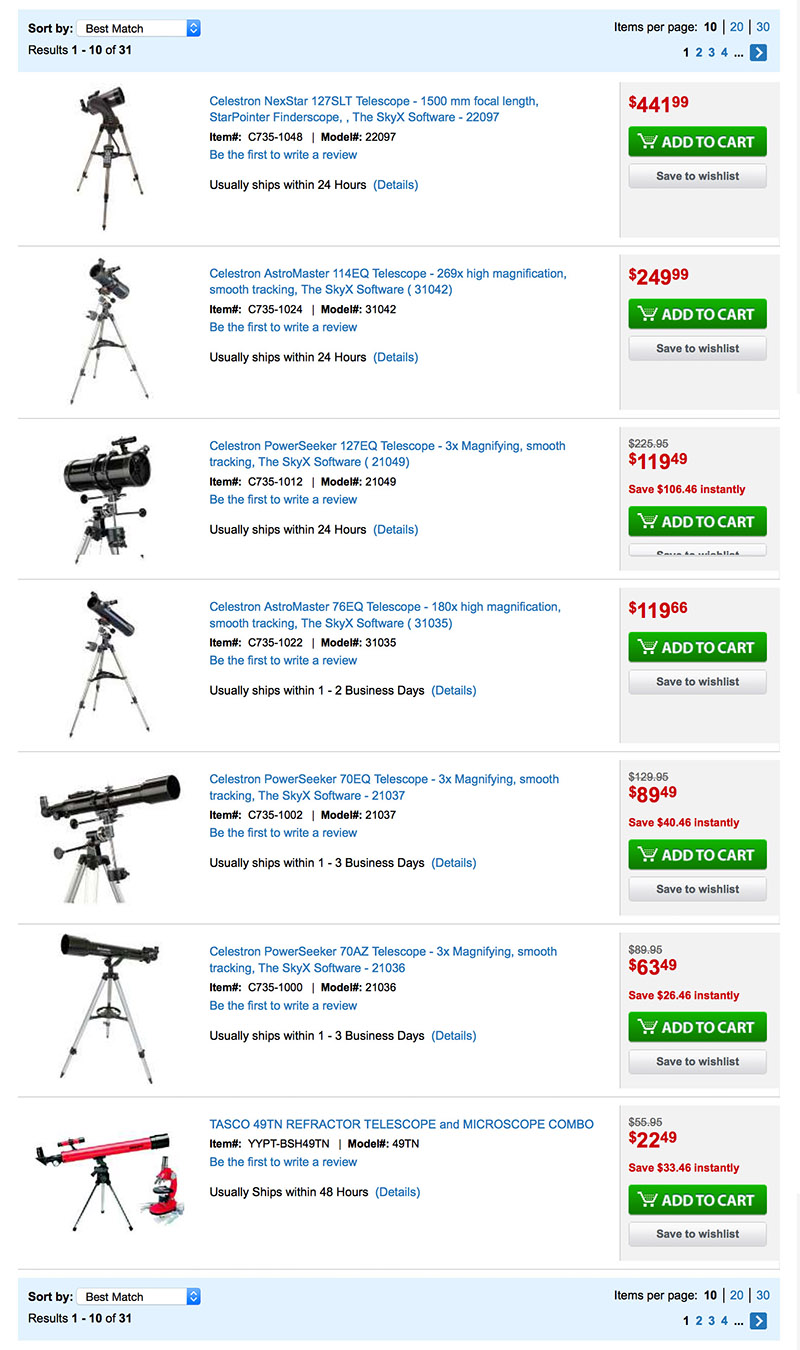 Sort by: Best Match
Items per page: 10 | 20 | 30
Results 1 - 10 of 31
1 2 3 4 ...
Celestron NexStar 127SLT Telescope - 1500 mm focal length,
StarPointer Finderscope, , The SkyX Software - 22097
Item#: C735-1048 | Model#: 22097
Be the first to write a review
Usually ships within 24 Hours (Details)
$44199
ADD TO CART
Save to wishlist
Celestron AstroMaster 114EQ Telescope - 269x high magnification,
smooth tracking, The SkyX Software ( 31042)
Item#: C735-1024 | Model#: 31042
Be the first to write a review
Usually ships within 24 Hours (Details)
$24999
ADD TO CART
Save to wishlist
Celestron PowerSeeker 127EQ Telescope - 3x Magnifying, smooth
tracking, The SkyX Software ( 21049)
Item#: C735-1012 | Model#: 21049
Be the first to write a review
Usually ships within 24 Hours (Details)
$225.95
$11949
Save $106.46 instantly
ADD TO CART
Save to wishlist
Celestron AstroMaster 76EQ Telescope - 180x high magnification,
smooth tracking, The SkyX Software ( 31035)
Item#: C735-1022 | Model#: 31035
Be the first to write a review
Usually ships within 1 - 2 Business Days (Details)
$11966
ADD TO CART
Save to wishlist
Celestron PowerSeeker 70EQ Telescope - 3x Magnifying, smooth
tracking, The SkyX Software - 21037
Item#: C735-1002 | Model#: 21037
Be the first to write a review
Usually ships within 1 - 3 Business Days (Details)
$129.95
$8949
Save $40.46 instantly
ADD TO CART
Save to wishlist
Celestron PowerSeeker 70AZ Telescope - 3x Magnifying, smooth
tracking, The SkyX Software - 21036
Item#: C735-1000 | Model#: 21036
Be the first to write a review
Usually ships within 1 - 3 Business Days (Details)
$89.95
$6349
Save $26.46 instantly
ADD TO CART
Save to wishlist
TASCO 49TN REFRACTOR TELESCOPE and MICROSCOPE COMBO
Item#: YYPT-BSH49TN | Model#: 49TN
Be the first to write a review
Usually Ships within 48 Hours (Details)
$55.95
$2249
Save $33.46 instantly
ADD TO CART
Save to wishlist
Sort by: Best Match
Items per page: 10 | 20 | 30
Results 1 - 10 of 31
1 2 3 4 ...